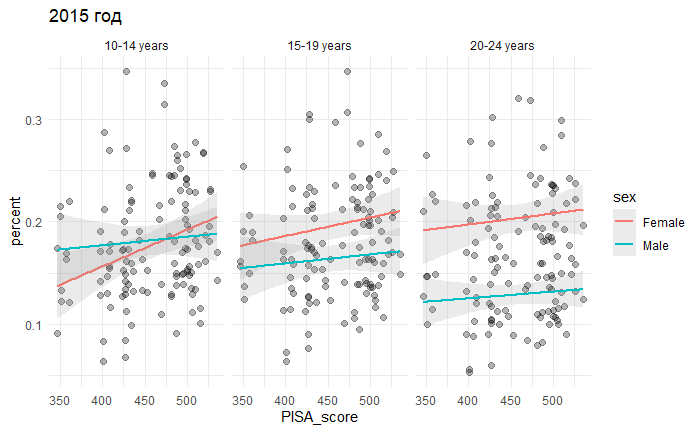 2015 год
10-14 years
15-19 years
20-24 years
percent
0.3
0.2
0.1
350 400 450 500
350 400 450 500
350 400 450 500
PISA_score
sex
Female
Male